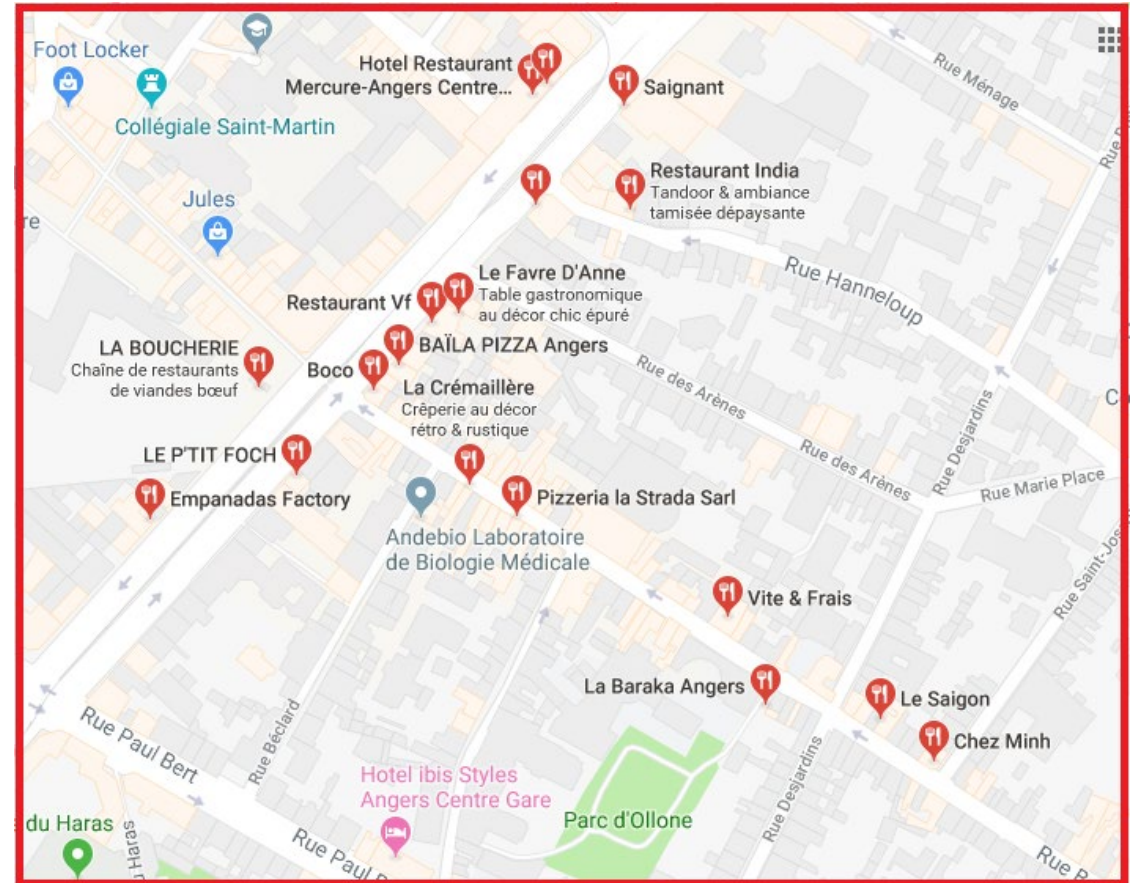 Foot Locker
Collégiale Saint-Martin
Hotel Restaurant
Mercure-Angers Centre...
Saignant
Rue Ménage
Restaurant India
Tandoor & ambiance
tamisée dépaysante
Jules
re
Rue Hanneloup
Le Favre D'Anne
Table gastronomique
au décor chic épuré
Restaurant Vf
BAÏLA PIZZA Angers
LA BOUCHERIE
Chaîne de restaurants
de viandes bœuf
Boco
La Crémaillère
Crêperie au décor
rétro & rustique
Rue des Arènes
Rue Desjardins
LE P'TIT FOCH
Empanadas Factory
Pizzeria la Strada Sarl
Rue des Arènes
Rue Marie Place
Andebio Laboratoire
de Biologie Médicale
Vite & Frais
La Baraka Angers
Le Saigon
Chez Minh
Rue Paul Bert
Rue Béclard
Hotel ibis Styles
Angers Centre Gare
Parc d'Ollone
Rue Desjardins
du Haras
Haras
Rue Paul
Rue